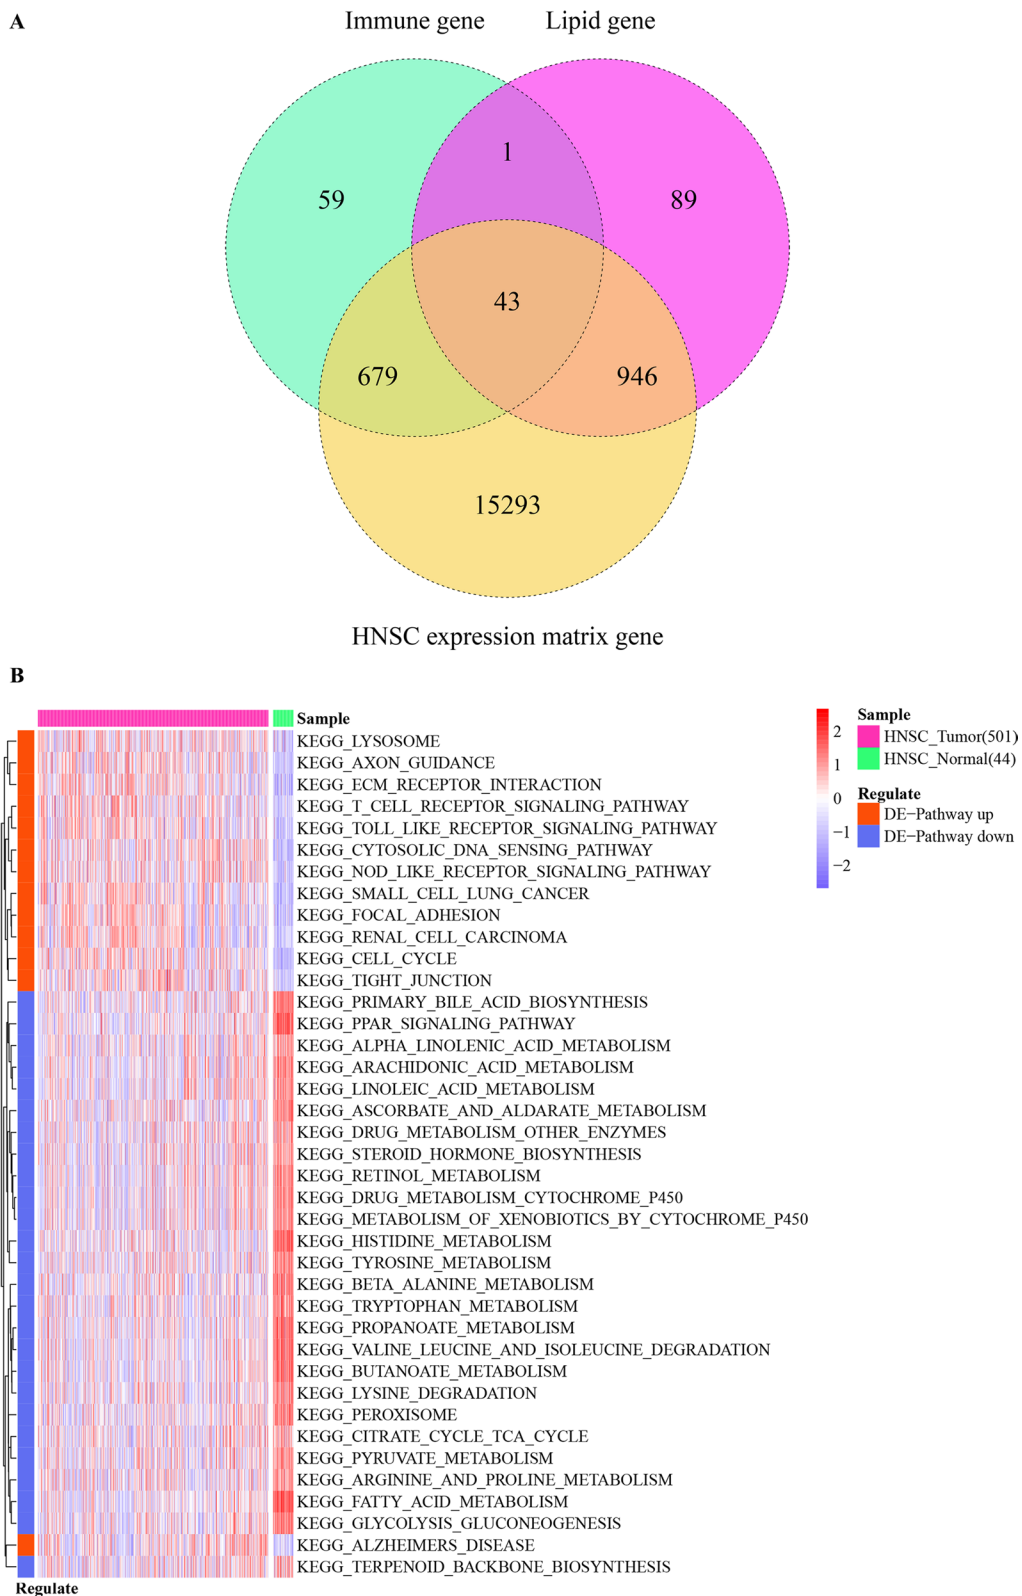 A
Immune gene
Lipid gene
1
59
89
43
679
946
15293
HNSC expression matrix gene
B
Sample
KEGG_LYSOSOME
KEGG_AXON_GUIDANCE
KEGG_ECM_RECEPTOR_INTERACTION
KEGG_T_CELL_RECEPTOR_SIGNALING_PATHWAY
KEGG_TOLL_LIKE_RECEPTOR_SIGNALING_PATHWAY
KEGG_CYTOSOLIC_DNA_SENSING_PATHWAY
KEGG_NOD_LIKE_RECEPTOR_SIGNALING_PATHWAY
KEGG_SMALL_CELL_LUNG_CANCER
KEGG_FOCAL_ADHESION
KEGG_RENAL_CELL_CARCINOMA
KEGG_CELL_CYCLE
KEGG_TIGHT_JUNCTION
KEGG_PRIMARY_BILE_ACID_BIOSYNTHESIS
KEGG_PPAR_SIGNALING_PATHWAY
KEGG_ALPHA_LINOLENIC_ACID_METABOLISM
KEGG_ARACHIDONIC_ACID_METABOLISM
KEGG_LINOLEIC_ACID_METABOLISM
KEGG_ASCORBATE_AND_ALDARATE_METABOLISM
KEGG_DRUG_METABOLISM_OTHER_ENZYMES
KEGG_STEROID_HORMONE_BIOSYNTHESIS
KEGG_RETINOL_METABOLISM
KEGG_DRUG_METABOLISM_CYTOCHROME_P450
KEGG_METABOLISM_OF_XENOBIOTICS_BY_CYTOCHROME_P450
KEGG_HISTIDINE_METABOLISM
KEGG_TYROSINE_METABOLISM
KEGG_BETA_ALANINE_METABOLISM
KEGG_TRYPTOPHAN_METABOLISM
KEGG_PROPANOATE_METABOLISM
KEGG_VALINE_LEUCINE_AND_ISOLEUCINE_DEGRADATION
KEGG_BUTANOATE_METABOLISM
KEGG_LYSINE_DEGRADATION
KEGG_PEROXISOME
KEGG_CITRATE_CYCLE_TCA_CYCLE
KEGG_PYRUVATE_METABOLISM
KEGG_ARGININE_AND_PROLINE_METABOLISM
KEGG_FATTY_ACID_METABOLISM
KEGG_GLYCOLYSIS_GLUCONEOGENESIS
KEGG_ALZHEIMERS_DISEASE
KEGG_TERPENOID_BACKBONE_BIOSYNTHESIS
Regulate
2
1
0
−1
−2
Sample
HNSC_Tumor(501)
HNSC_Normal(44)
Regulate
DE−Pathway up
DE−Pathway down